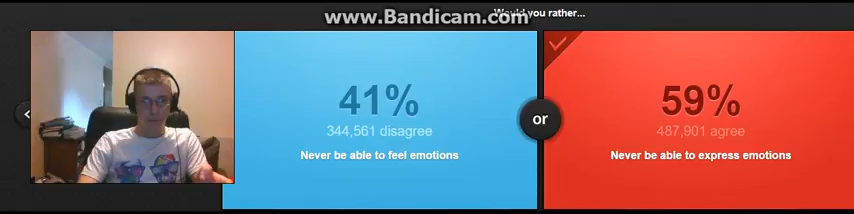 www.Bandicam.com
Would you rather...
41%
344,561 disagree
Never be able to feel emotions
or
59%
487,901 agree
Never be able to express emotions